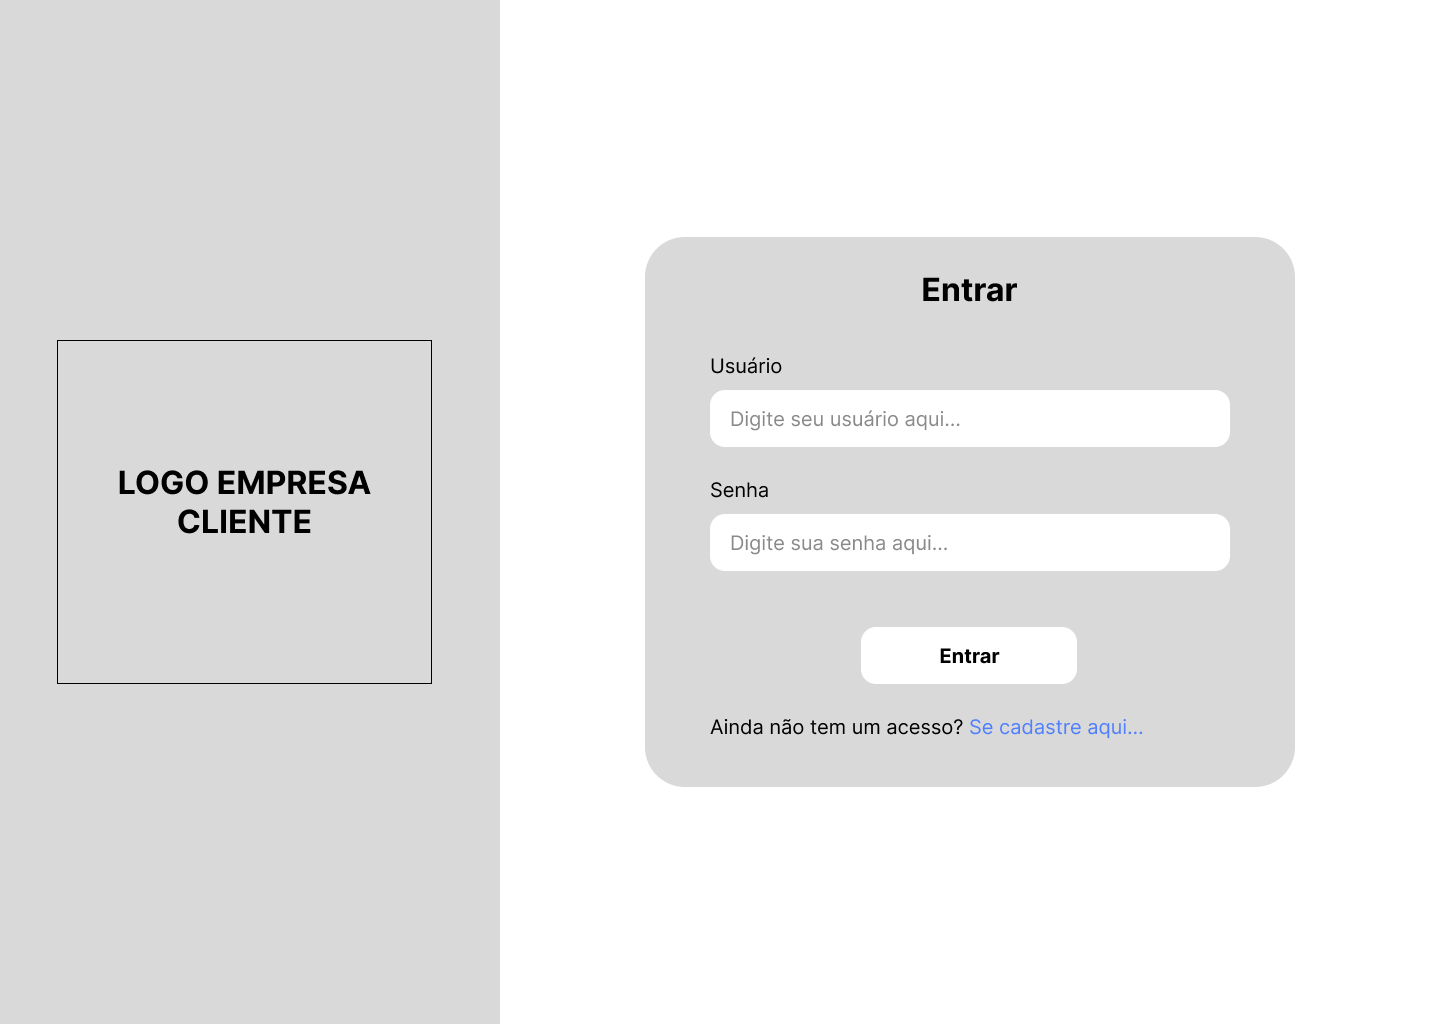 LOGO EMPRESA
CLIENTE
Entrar
Usuário
Digite seu usuário aqui...
Senha
Digite sua senha aqui...
Entrar
Ainda não tem um acesso? Se cadastre aqui...